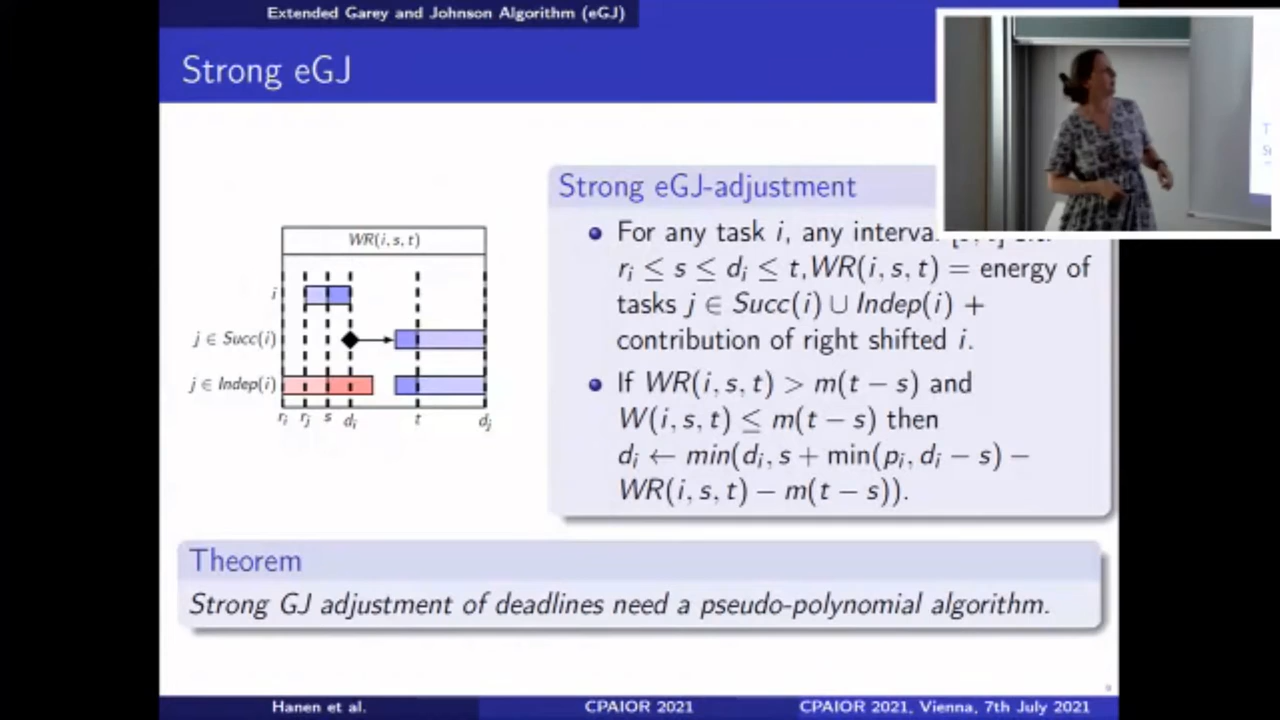 Extended Garey and Johnson Algorithm (eGJ)
Strong eGJ
WR(i, s, t)
i
j ∈ Succ(i)
j ∈ Indep(i)
r_i r_j s d_i t d_j
Strong eGJ-adjustment
For any task i, any
r_i ≤ s ≤ d_i ≤ t, WR(i, s, t) = energy of
tasks j ∈ Succ(i) ∪ Indep(i) +
contribution of right shifted i.
If WR(i, s, t) > m(t − s) and
W(i, s, t) ≤ m(t − s) then
d_i ← min(d_i, s + min(p_i, d_i − s) −
WR(i, s, t) − m(t − s)).
Theorem
Strong GJ adjustment of deadlines need a pseudo-polynomial algorithm.
Hanen et al.
CPAIOR 2021
CPAIOR 2021, Vienna, 7th July 2021